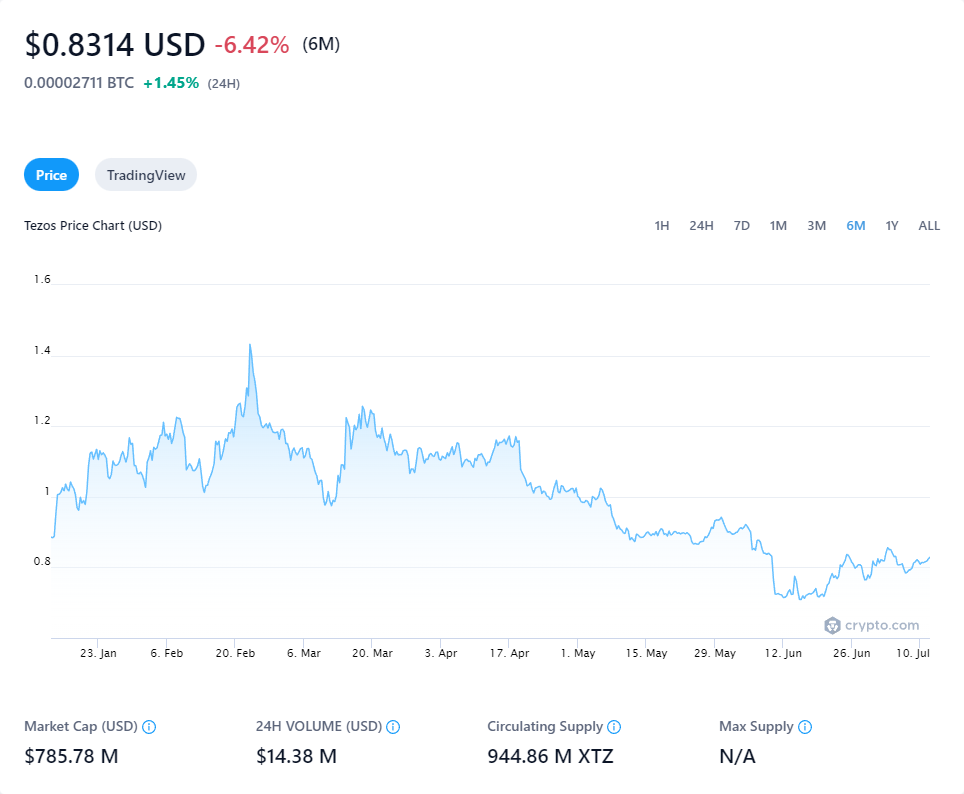 $0.8314 USD -6.42% (6M)
0.00002711 BTC +1.45% (24H)
Price TradingView
Tezos Price Chart (USD) 1H 24H 7D 1M 3M 6M 1Y ALL
1.6
1.4
1.2
1
0.8
crypto.com
23. Jan 6. Feb 20. Feb 6. Mar 20. Mar 3. Apr 17. Apr 1. May 15. May 29. May 12. Jun 26. Jun 10. Jul
Market Cap (USD) 24H VOLUME (USD) Circulating Supply Max Supply
$785.78 M $14.38 M 944.86 M XTZ N/A